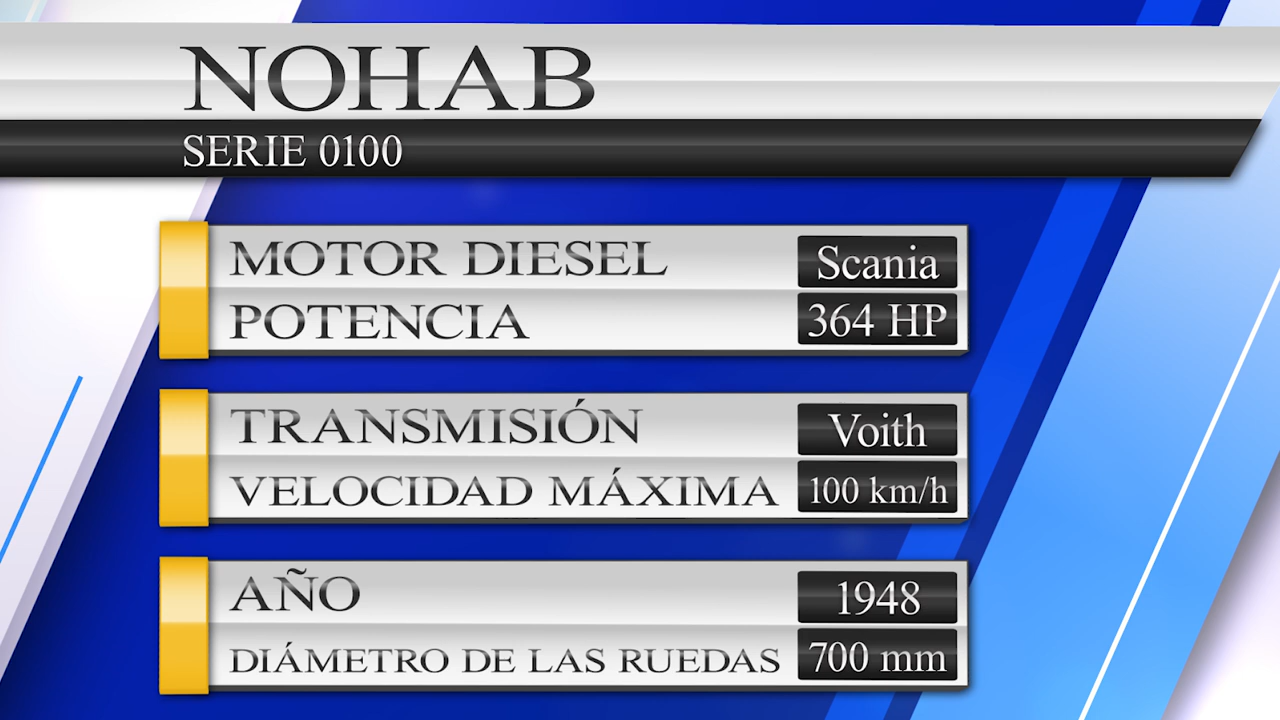 NOHAB
SERIE 0100
MOTOR DIESEL Scania
POTENCIA 364 HP
TRANSMISIÓN Voith
VELOCIDAD MÁXIMA 100 km/h
AÑO 1948
DIÁMETRO DE LAS RUEDAS 700 mm